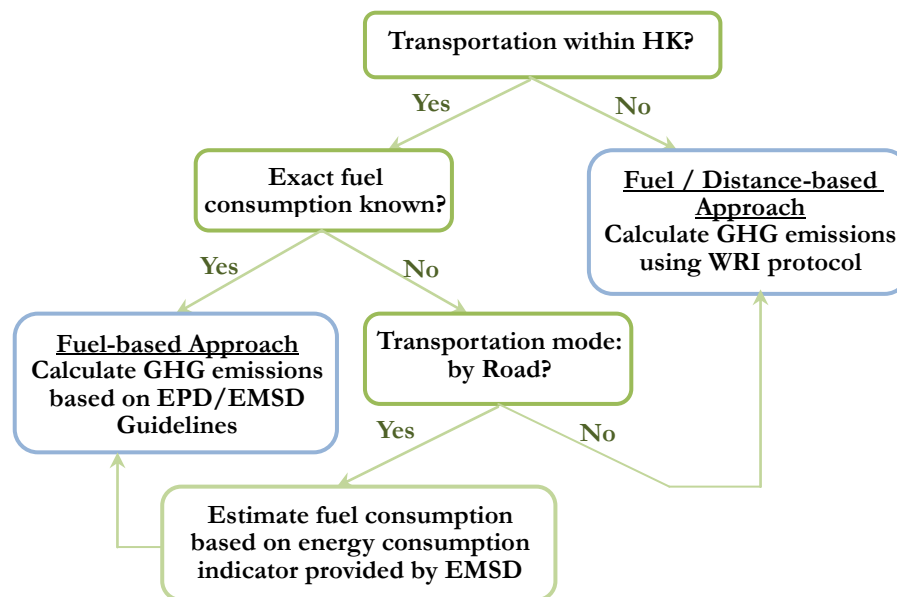 Transportation within HK?
Yes
No
Exact fuel
consumption known?
Fuel / Distance-based
Approach
Calculate GHG emissions
using WRI protocol
Yes
No
Fuel-based Approach
Calculate GHG emissions
based on EPD/EMSD
Guidelines
Transportation mode:
by Road?
Yes
No
Estimate fuel consumption
based on energy consumption
indicator provided by EMSD